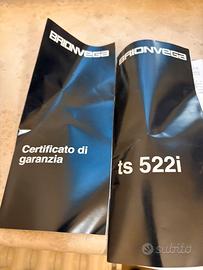 BRIONVEGA
Certificato di
garanzia
BRIONVEGA
ts 522i
subito